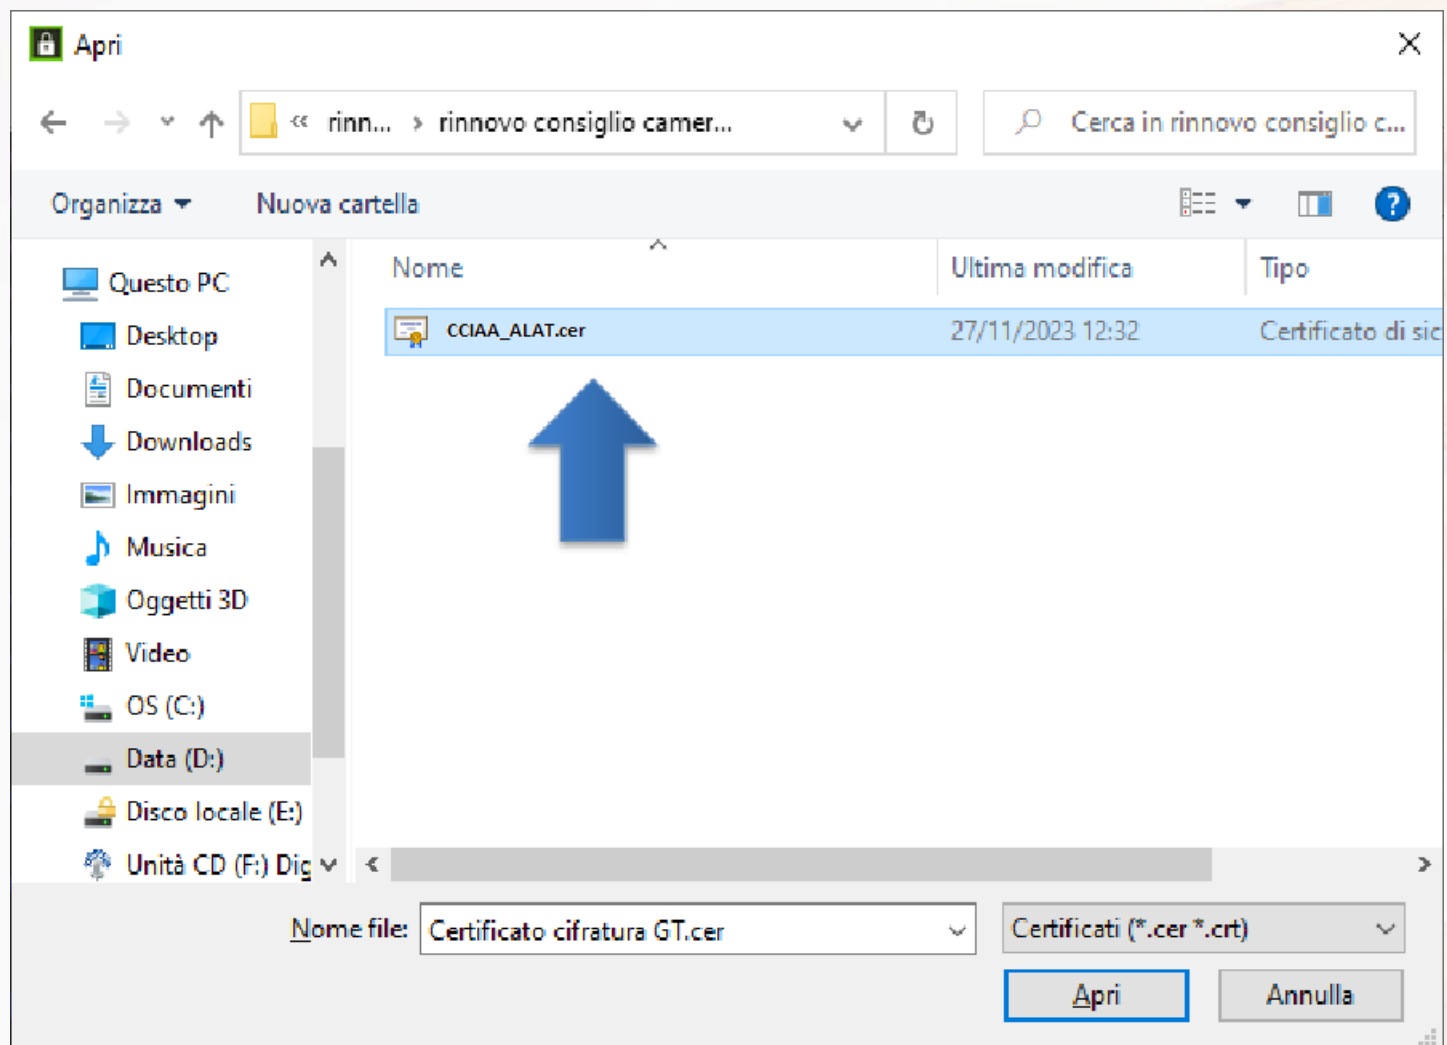 Apri
« rinn... › rinnovo consiglio camer...
Cerca in rinnovo consiglio c...
Organizza
Nuova cartella
?
Nome
Ultima modifica
Tipo
CCIAA_ALAT.cer
27/11/2023 12:32
Certificato di sic
Questo PC
Desktop
Documenti
Downloads
Immagini
Musica
Oggetti 3D
Video
OS (C:)
Data (D:)
Disco locale (E:)
Unità CD (F:) Dig
Nome file:
Certificato cifratura GT.cer
Certificati (*.cer *.crt)
Apri
Annulla